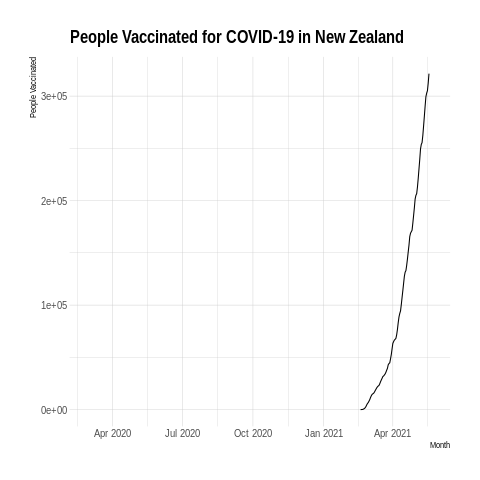 People Vaccinated for COVID-19 in New Zealand
People Vaccinated
3e+05
2e+05
1e+05
0e+00
Apr 2020 Jul 2020 Oct 2020 Jan 2021 Apr 2021
Month